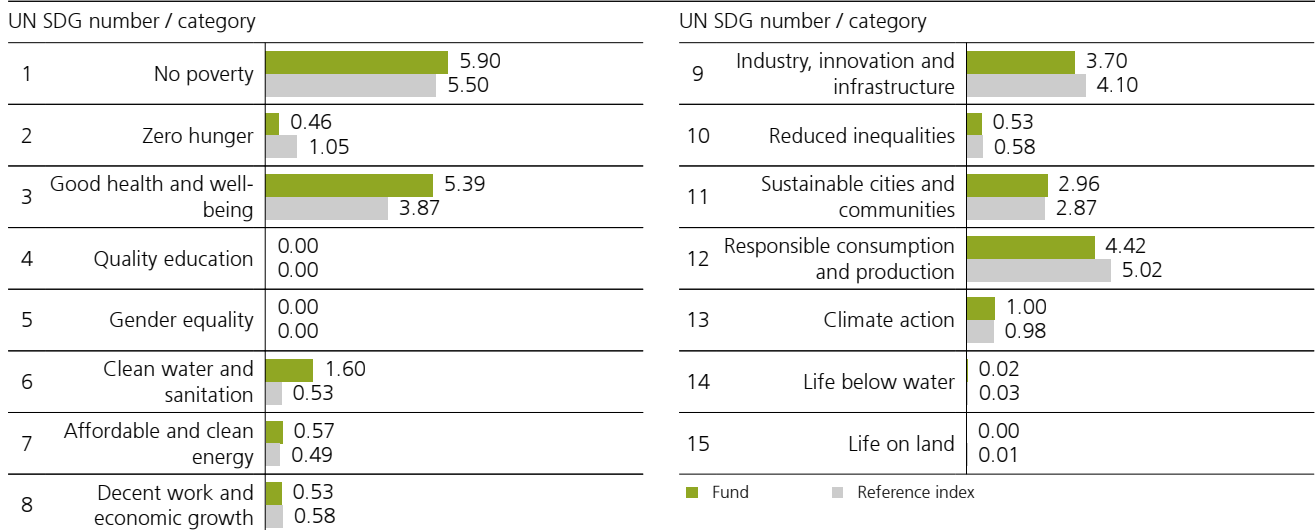 UN SDG number / category
1 No poverty 5.90
5.50
2 Zero hunger 0.46
1.05
3 Good health and well-
being 5.39
3.87
4 Quality education 0.00
0.00
5 Gender equality 0.00
0.00
6 Clean water and
sanitation 1.60
0.53
7 Affordable and clean
energy 0.57
0.49
8 Decent work and
economic growth 0.53
0.58
UN SDG number / category
9 Industry, innovation and
infrastructure 3.70
4.10
10 Reduced inequalities 0.53
0.58
11 Sustainable cities and
communities 2.96
2.87
12 Responsible consumption
and production 4.42
5.02
13 Climate action 1.00
0.98
14 Life below water 0.02
0.03
15 Life on land 0.00
0.01
Fund Reference index